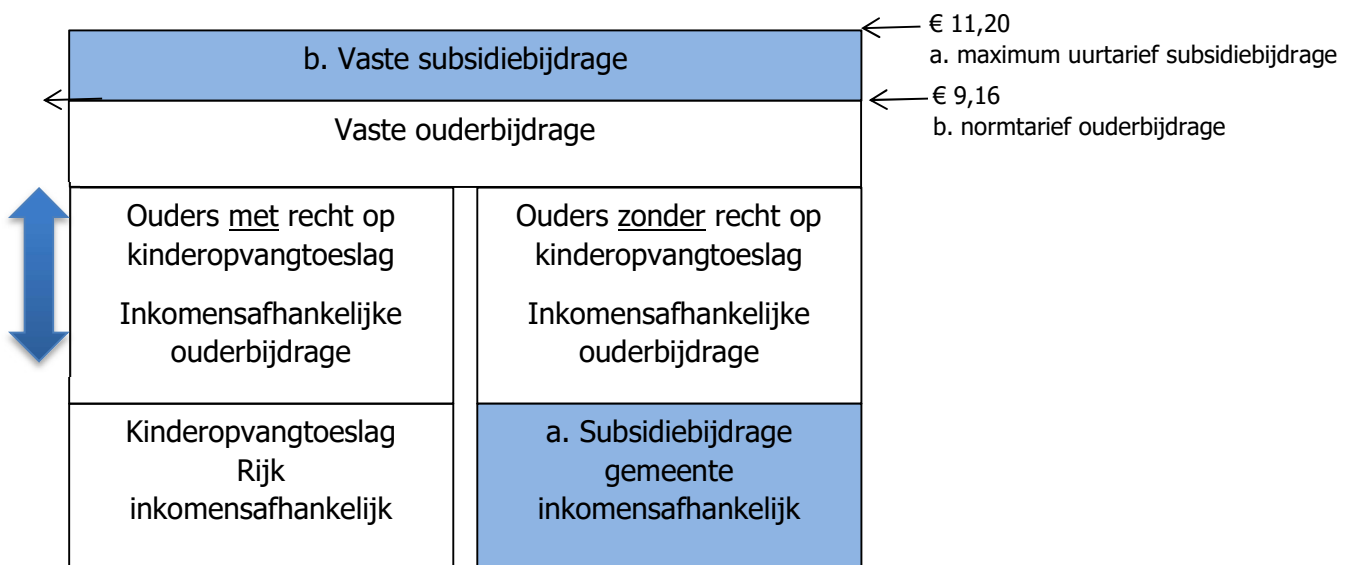 € 11,20
a. maximum uurtarief subsidiebijdrage
b. Vaste subsidiebijdrage
€ 9,16
b. normtarief ouderbijdrage
Vaste ouderbijdrage
Ouders met recht op
kinderopvangtoeslag
Inkomensafhankelijke
ouderbijdrage
Ouders zonder recht op
kinderopvangtoeslag
Inkomensafhankelijke
ouderbijdrage
Kinderopvangtoeslag
Rijk
inkomensafhankelijk
a. Subsidiebijdrage
gemeente
inkomensafhankelijk